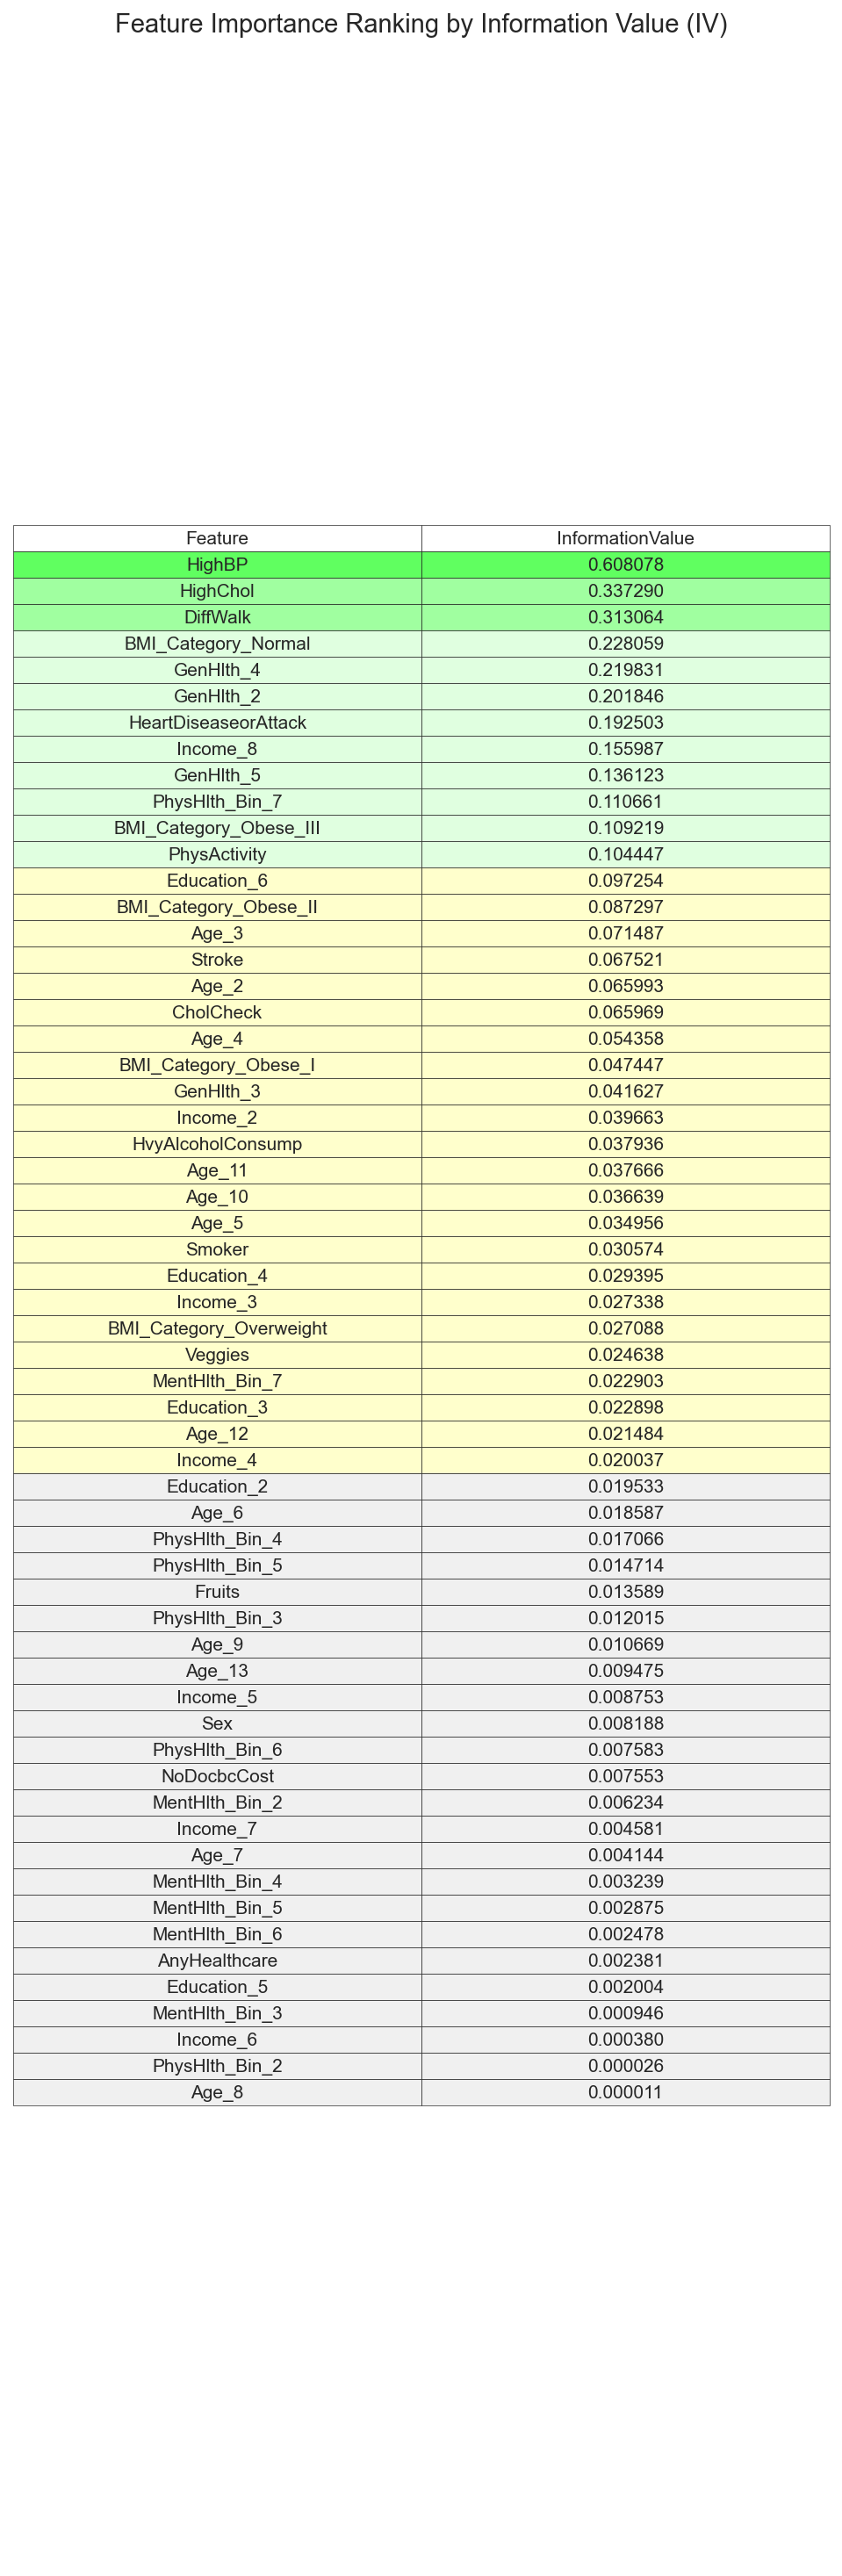 Feature Importance Ranking by Information Value (IV)
Feature InformationValue
HighBP 0.608078
HighChol 0.337290
DiffWalk 0.313064
BMI_Category_Normal 0.228059
GenHlth_4 0.219831
GenHlth_2 0.201846
HeartDiseaseorAttack 0.192503
Income_8 0.155987
GenHlth_5 0.136123
PhysHlth_Bin_7 0.110661
BMI_Category_Obese_III 0.109219
PhysActivity 0.104447
Education_6 0.097254
BMI_Category_Obese_II 0.087297
Age_3 0.071487
Stroke 0.067521
Age_2 0.065993
CholCheck 0.065969
Age_4 0.054358
BMI_Category_Obese_I 0.047447
GenHlth_3 0.041627
Income_2 0.039663
HvyAlcoholConsump 0.037936
Age_11 0.037666
Age_10 0.036639
Age_5 0.034956
Smoker 0.030574
Education_4 0.029395
Income_3 0.027338
BMI_Category_Overweight 0.027088
Veggies 0.024638
MentHlth_Bin_7 0.022903
Education_3 0.022898
Age_12 0.021484
Income_4 0.020037
Education_2 0.019533
Age_6 0.018587
PhysHlth_Bin_4 0.017066
PhysHlth_Bin_5 0.014714
Fruits 0.013589
PhysHlth_Bin_3 0.012015
Age_9 0.010669
Age_13 0.009475
Income_5 0.008753
Sex 0.008188
PhysHlth_Bin_6 0.007583
NoDocbcCost 0.007553
MentHlth_Bin_2 0.006234
Income_7 0.004581
Age_7 0.004144
MentHlth_Bin_4 0.003239
MentHlth_Bin_5 0.002875
MentHlth_Bin_6 0.002478
AnyHealthcare 0.002381
Education_5 0.002004
MentHlth_Bin_3 0.000946
Income_6 0.000380
PhysHlth_Bin_2 0.000026
Age_8 0.000011